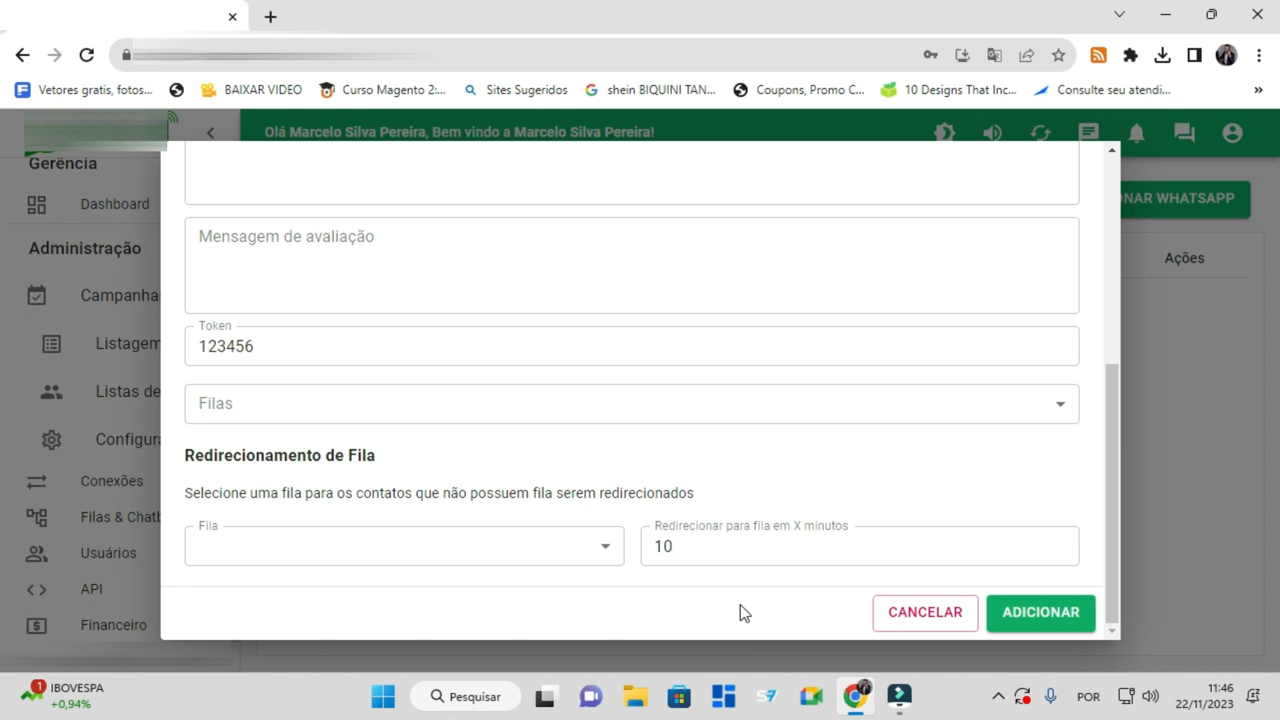 Vetores gratis, fotos...
BAIXAR VIDEO
Curso Magento 2:...
Sites Sugeridos
shein BIQUINI TAN...
Coupons, Promo C...
10 Designs That Inc...
Consulte seu atendi...
»
Olá Marcelo Silva Pereira, Bem vindo a Marcelo Silva Pereira!
Gerência
Dashboard
Administração
Campanha
Listagem
Listas de
Configura
Conexões
Filas & Chatb
Usuários
API
Financeiro
NAR WHATSAPP
Ações
Mensagem de avaliação
Token
123456
Filas
Redirecionamento de Fila
Selecione uma fila para os contatos que não possuem fila serem redirecionados
Fila
Redirecionar para fila em X minutos
10
CANCELAR
ADICIONAR
1
IBOVESPA
+0,94%
Pesquisar
POR
11:46
22/11/2023